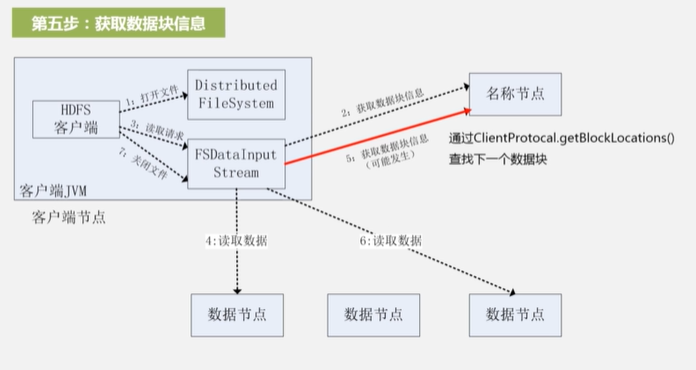 第五步：获取数据块信息
1：打开文件
Distributed
FileSystem
HDFS
客户端
3：读取请求
7：关闭文件
FSDataInput
Stream
客户端JVM
客户端节点
2：获取数据块信息
5：获取数据块信息
（可能发生）
名称节点
通过ClientProtocal.getBlockLocations()
查找下一个数据块
4:读取数据
6:读取数据
数据节点
数据节点
数据节点